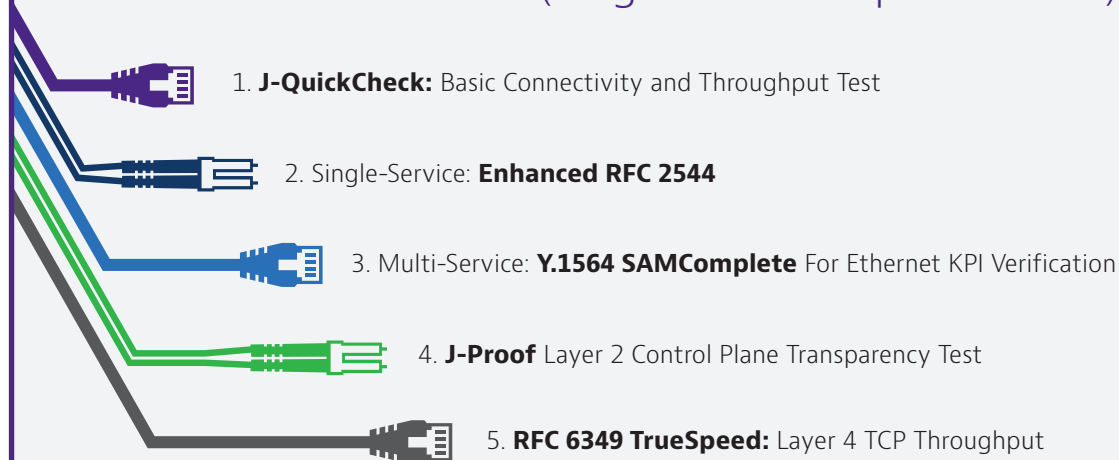 1. J-QuickCheck: Basic Connectivity and Throughput Test
2. Single-Service: Enhanced RFC 2544
3. Multi-Service: Y.1564 SAMComplete For Ethernet KPI Verification
4. J-Proof Layer 2 Control Plane Transparency Test
5. RFC 6349 TrueSpeed: Layer 4 TCP Throughput